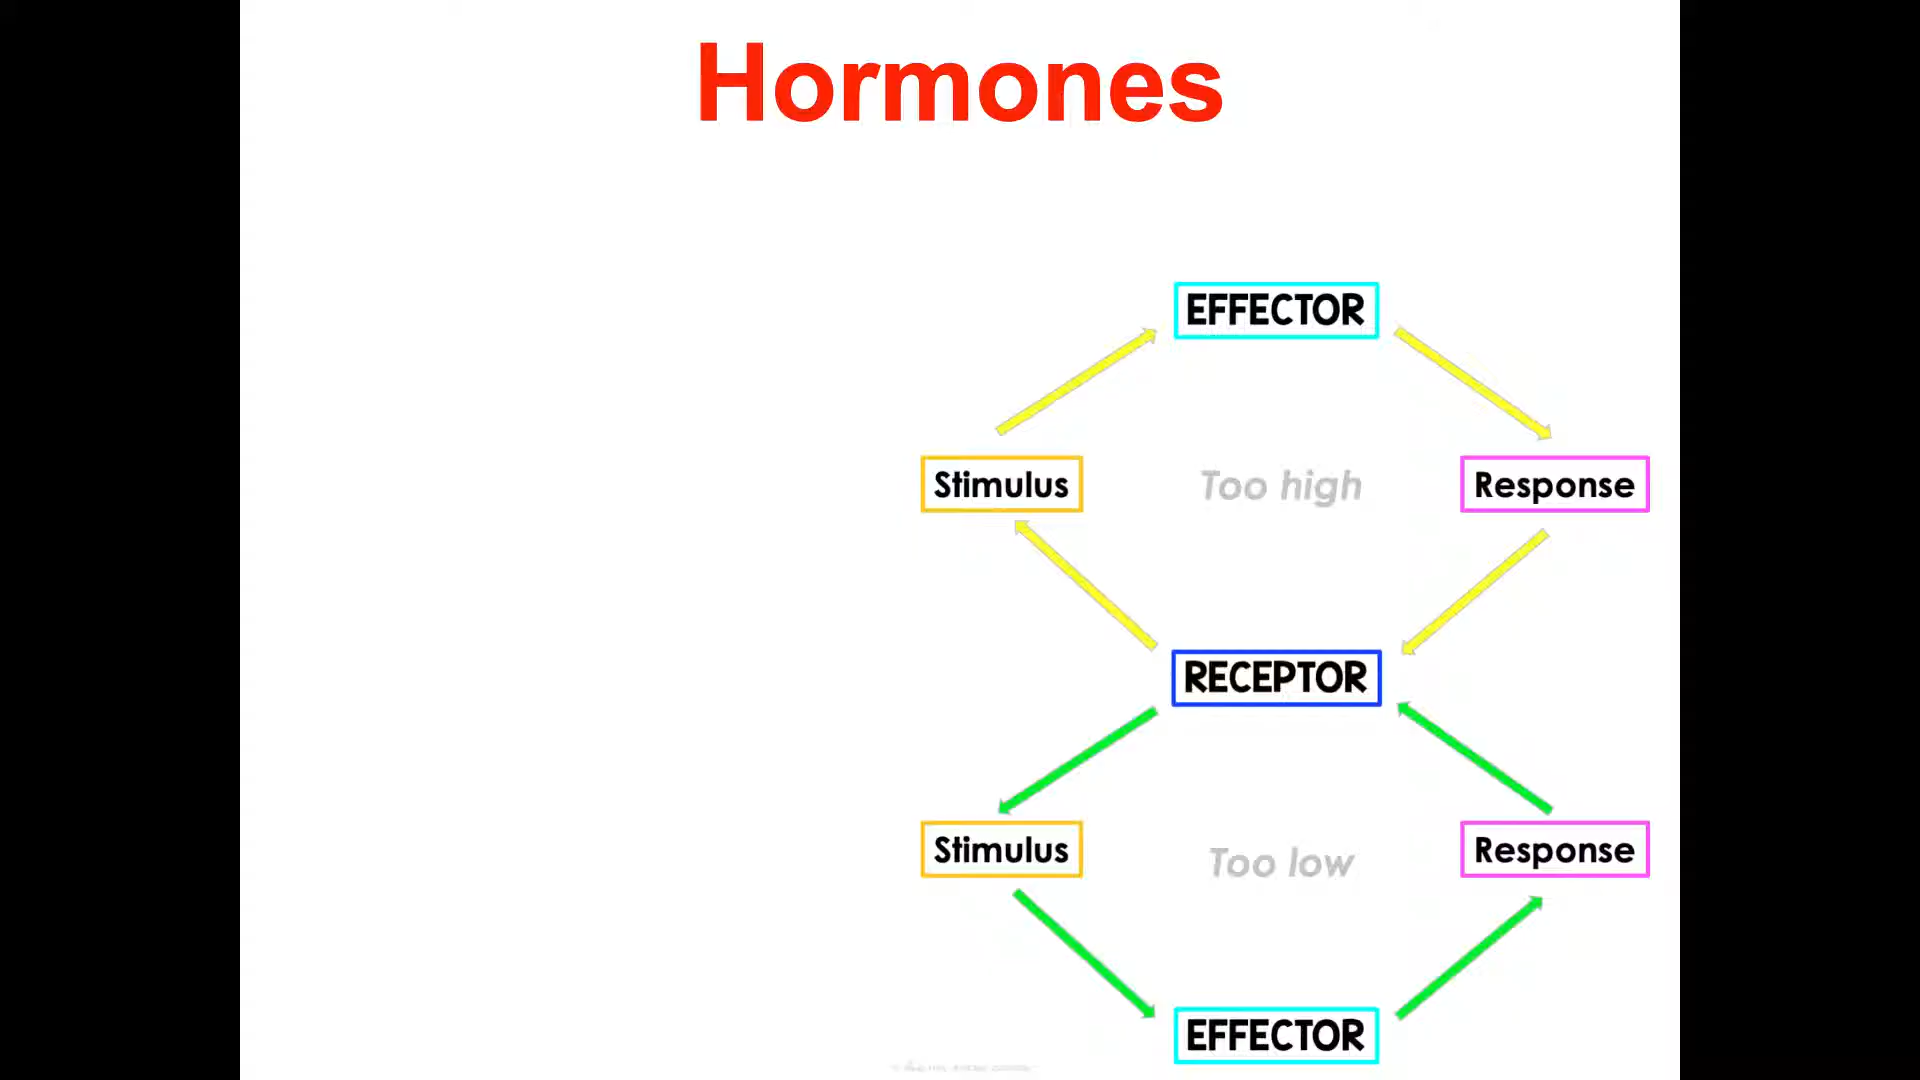 Hormones
EFFECTOR
Stimulus
Too high
Response
RECEPTOR
Stimulus
Too low
Response
EFFECTOR